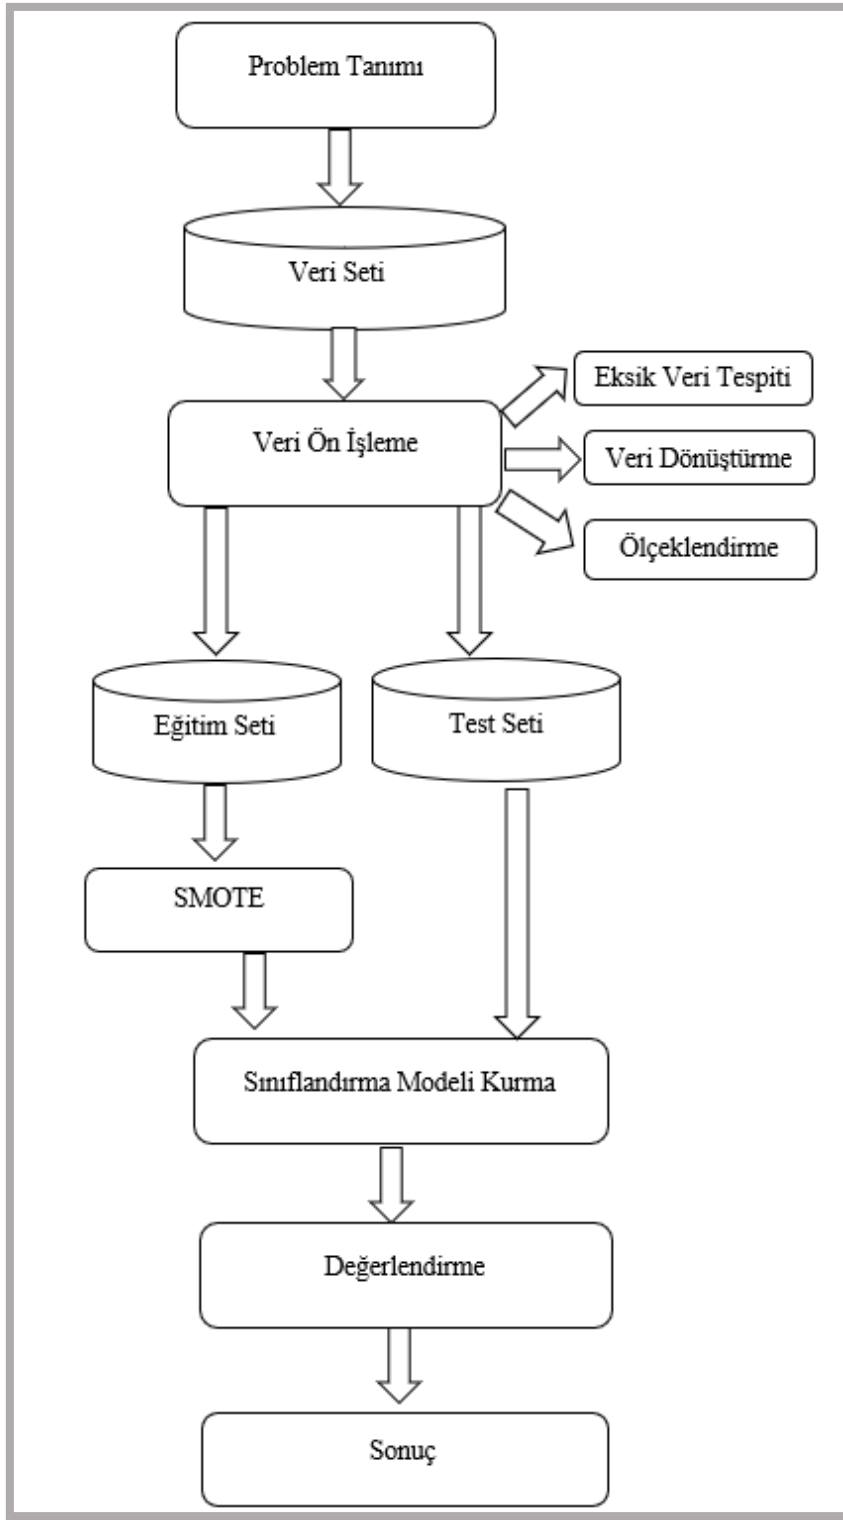 Problem Tanımı
Veri Seti
Veri Ön İşleme
Eksik Veri Tespiti
Veri Dönüştürme
Ölçeklendirme
Eğitim Seti
Test Seti
SMOTE
Sınıflandırma Modeli Kurma
Değerlendirme
Sonuç